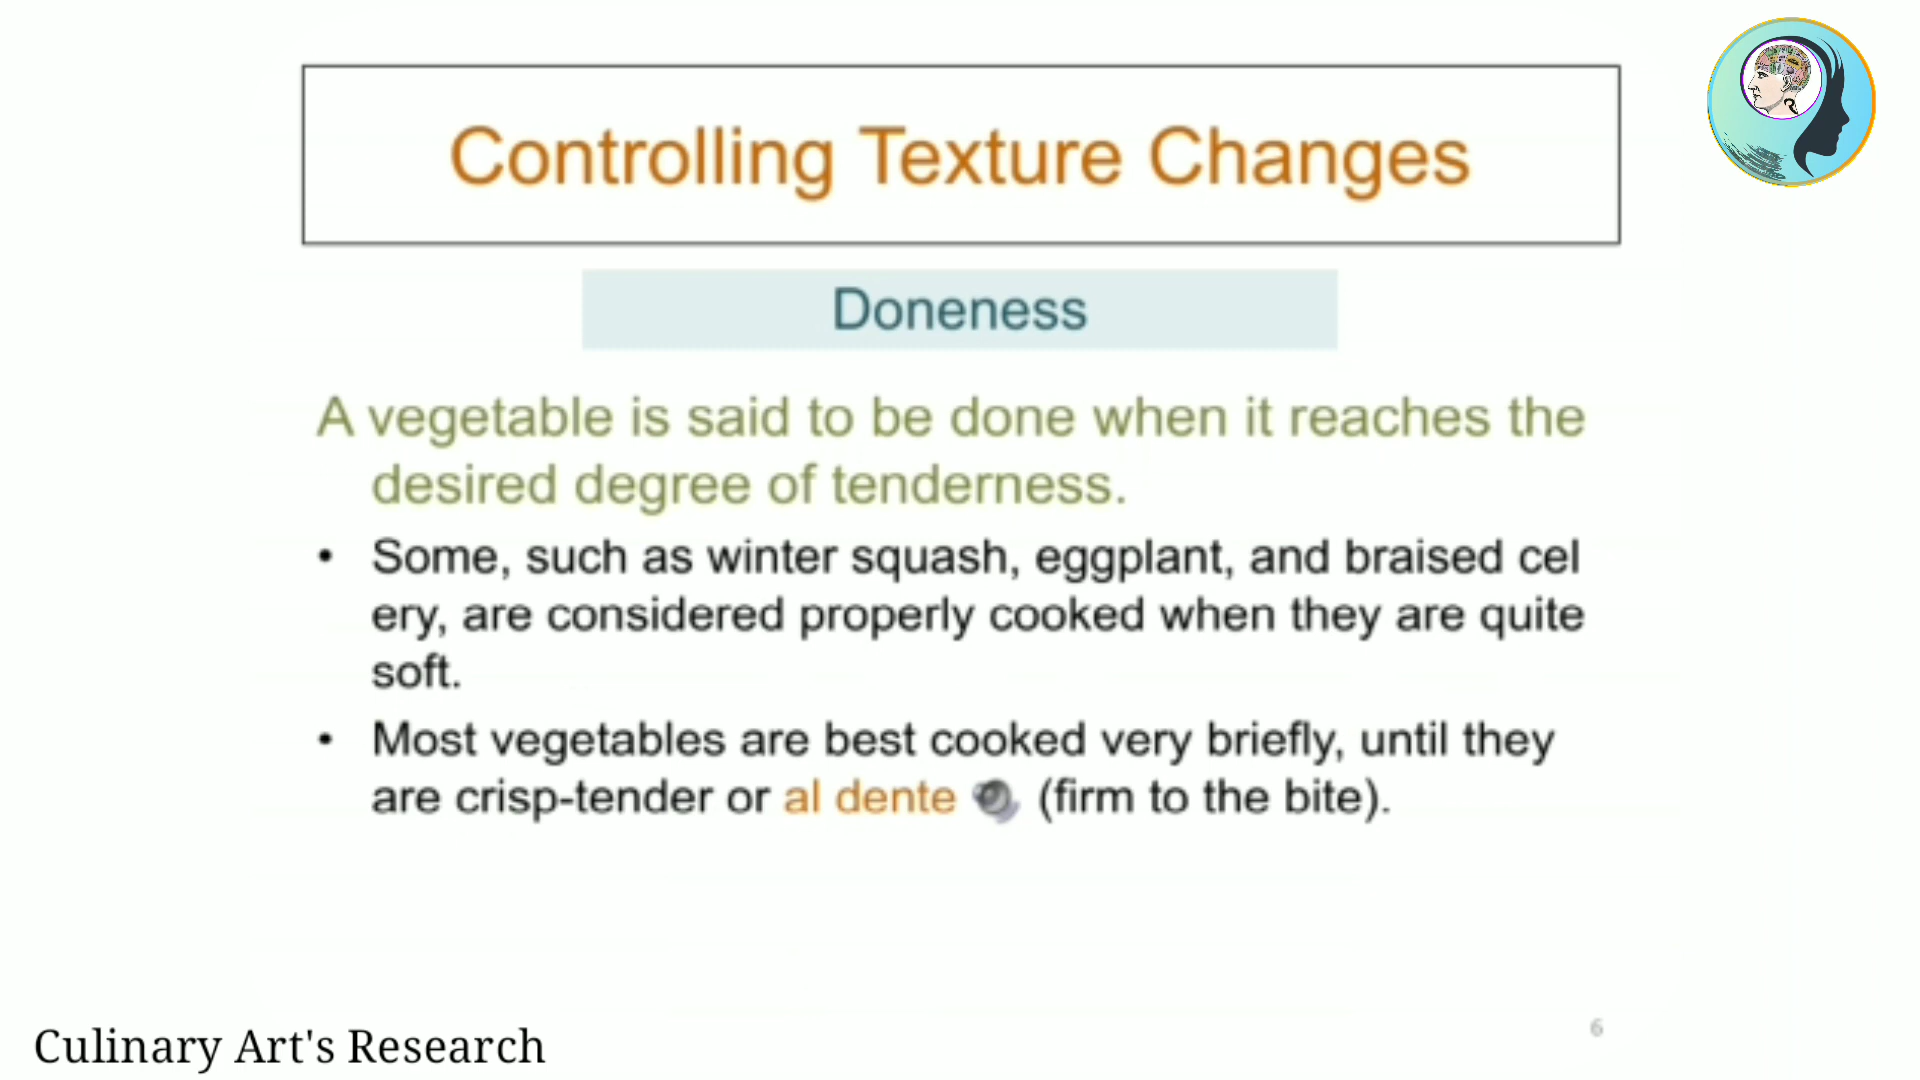 Controlling Texture Changes
Doneness
A vegetable is said to be done when it reaches the
desired degree of tenderness.
• Some, such as winter squash, eggplant, and braised cel
ery, are considered properly cooked when they are quite
soft.
• Most vegetables are best cooked very briefly, until they
are crisp-tender or al dente (firm to the bite).
6
Culinary Art's Research